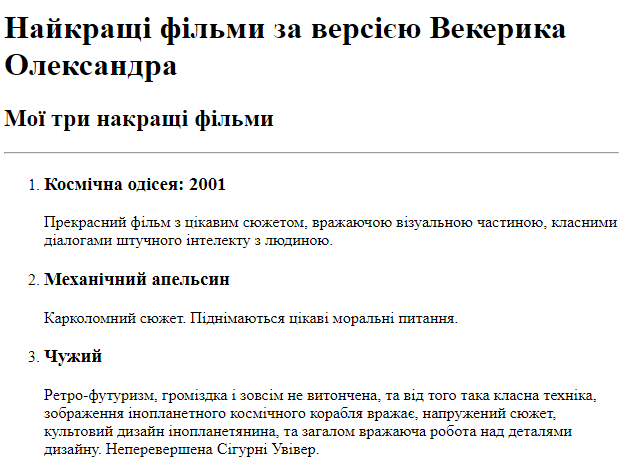 Найкращі фільми за версією Векерика
Олександра
Мої три накращі фільми
1. Космічна одісея: 2001
Прекрасний фільм з цікавим сюжетом, вражаючою візуальною частиною, класними
діалогами штучного інтелекту з людиною.
2. Механічний апельсин
Карколомний сюжет. Піднімаються цікаві моральні питання.
3. Чужий
Ретро-футуризм, громіздка і зовсім не витончена, та від того така класна техніка,
зображення інопланетного космічного корабля вражає, напружений сюжет,
культовий дизайн інопланетянина, та загалом вражаюча робота над деталями
дизайну. Неперевершена Сігурні Увівер.